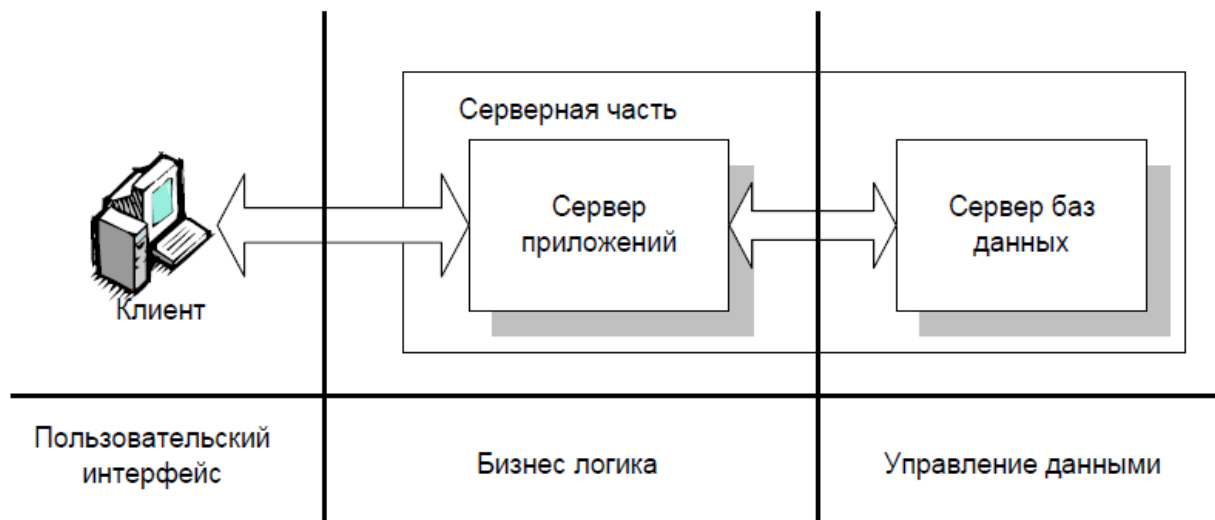 Серверная часть
Сервер
приложений
Сервер баз
данных
Клиент
Пользовательский
интерфейс
Бизнес логика
Управление данными